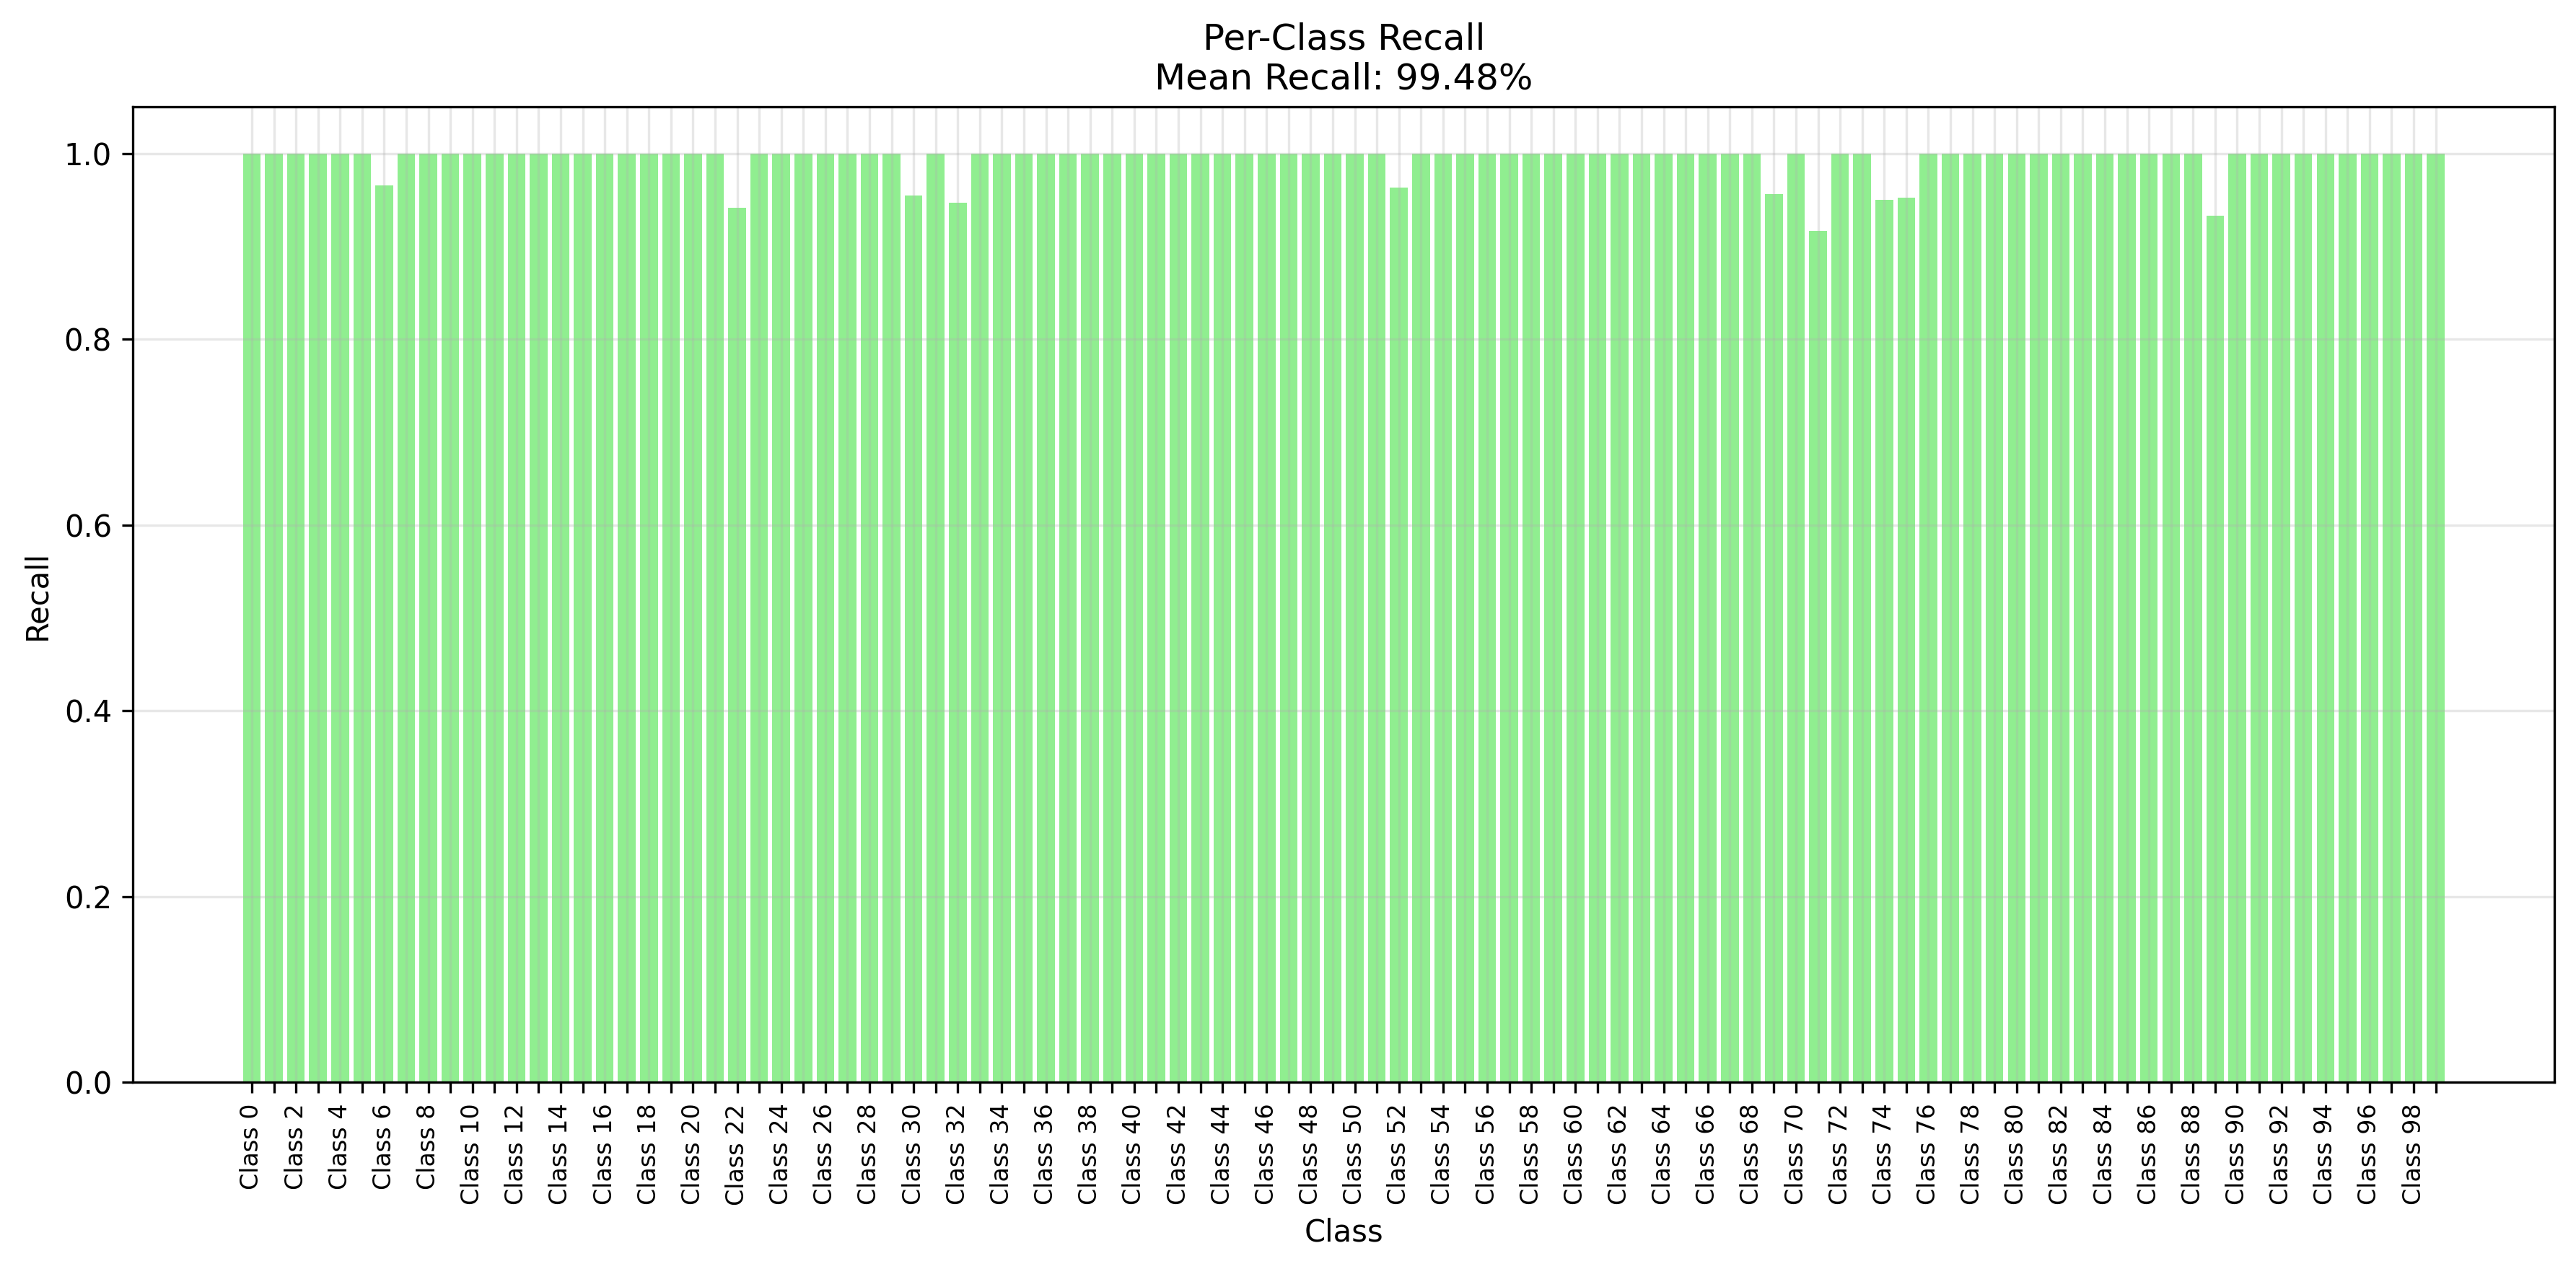 Per-Class Recall
Mean Recall: 99.48%
1.0
0.8
0.6
0.4
0.2
0.0
Recall
Class 0
Class 2
Class 4
Class 6
Class 8
Class 10
Class 12
Class 14
Class 16
Class 18
Class 20
Class 22
Class 24
Class 26
Class 28
Class 30
Class 32
Class 34
Class 36
Class 38
Class 40
Class 42
Class 44
Class 46
Class 48
Class 50
Class 52
Class 54
Class 56
Class 58
Class 60
Class 62
Class 64
Class 66
Class 68
Class 70
Class 72
Class 74
Class 76
Class 78
Class 80
Class 82
Class 84
Class 86
Class 88
Class 90
Class 92
Class 94
Class 96
Class 98
Class